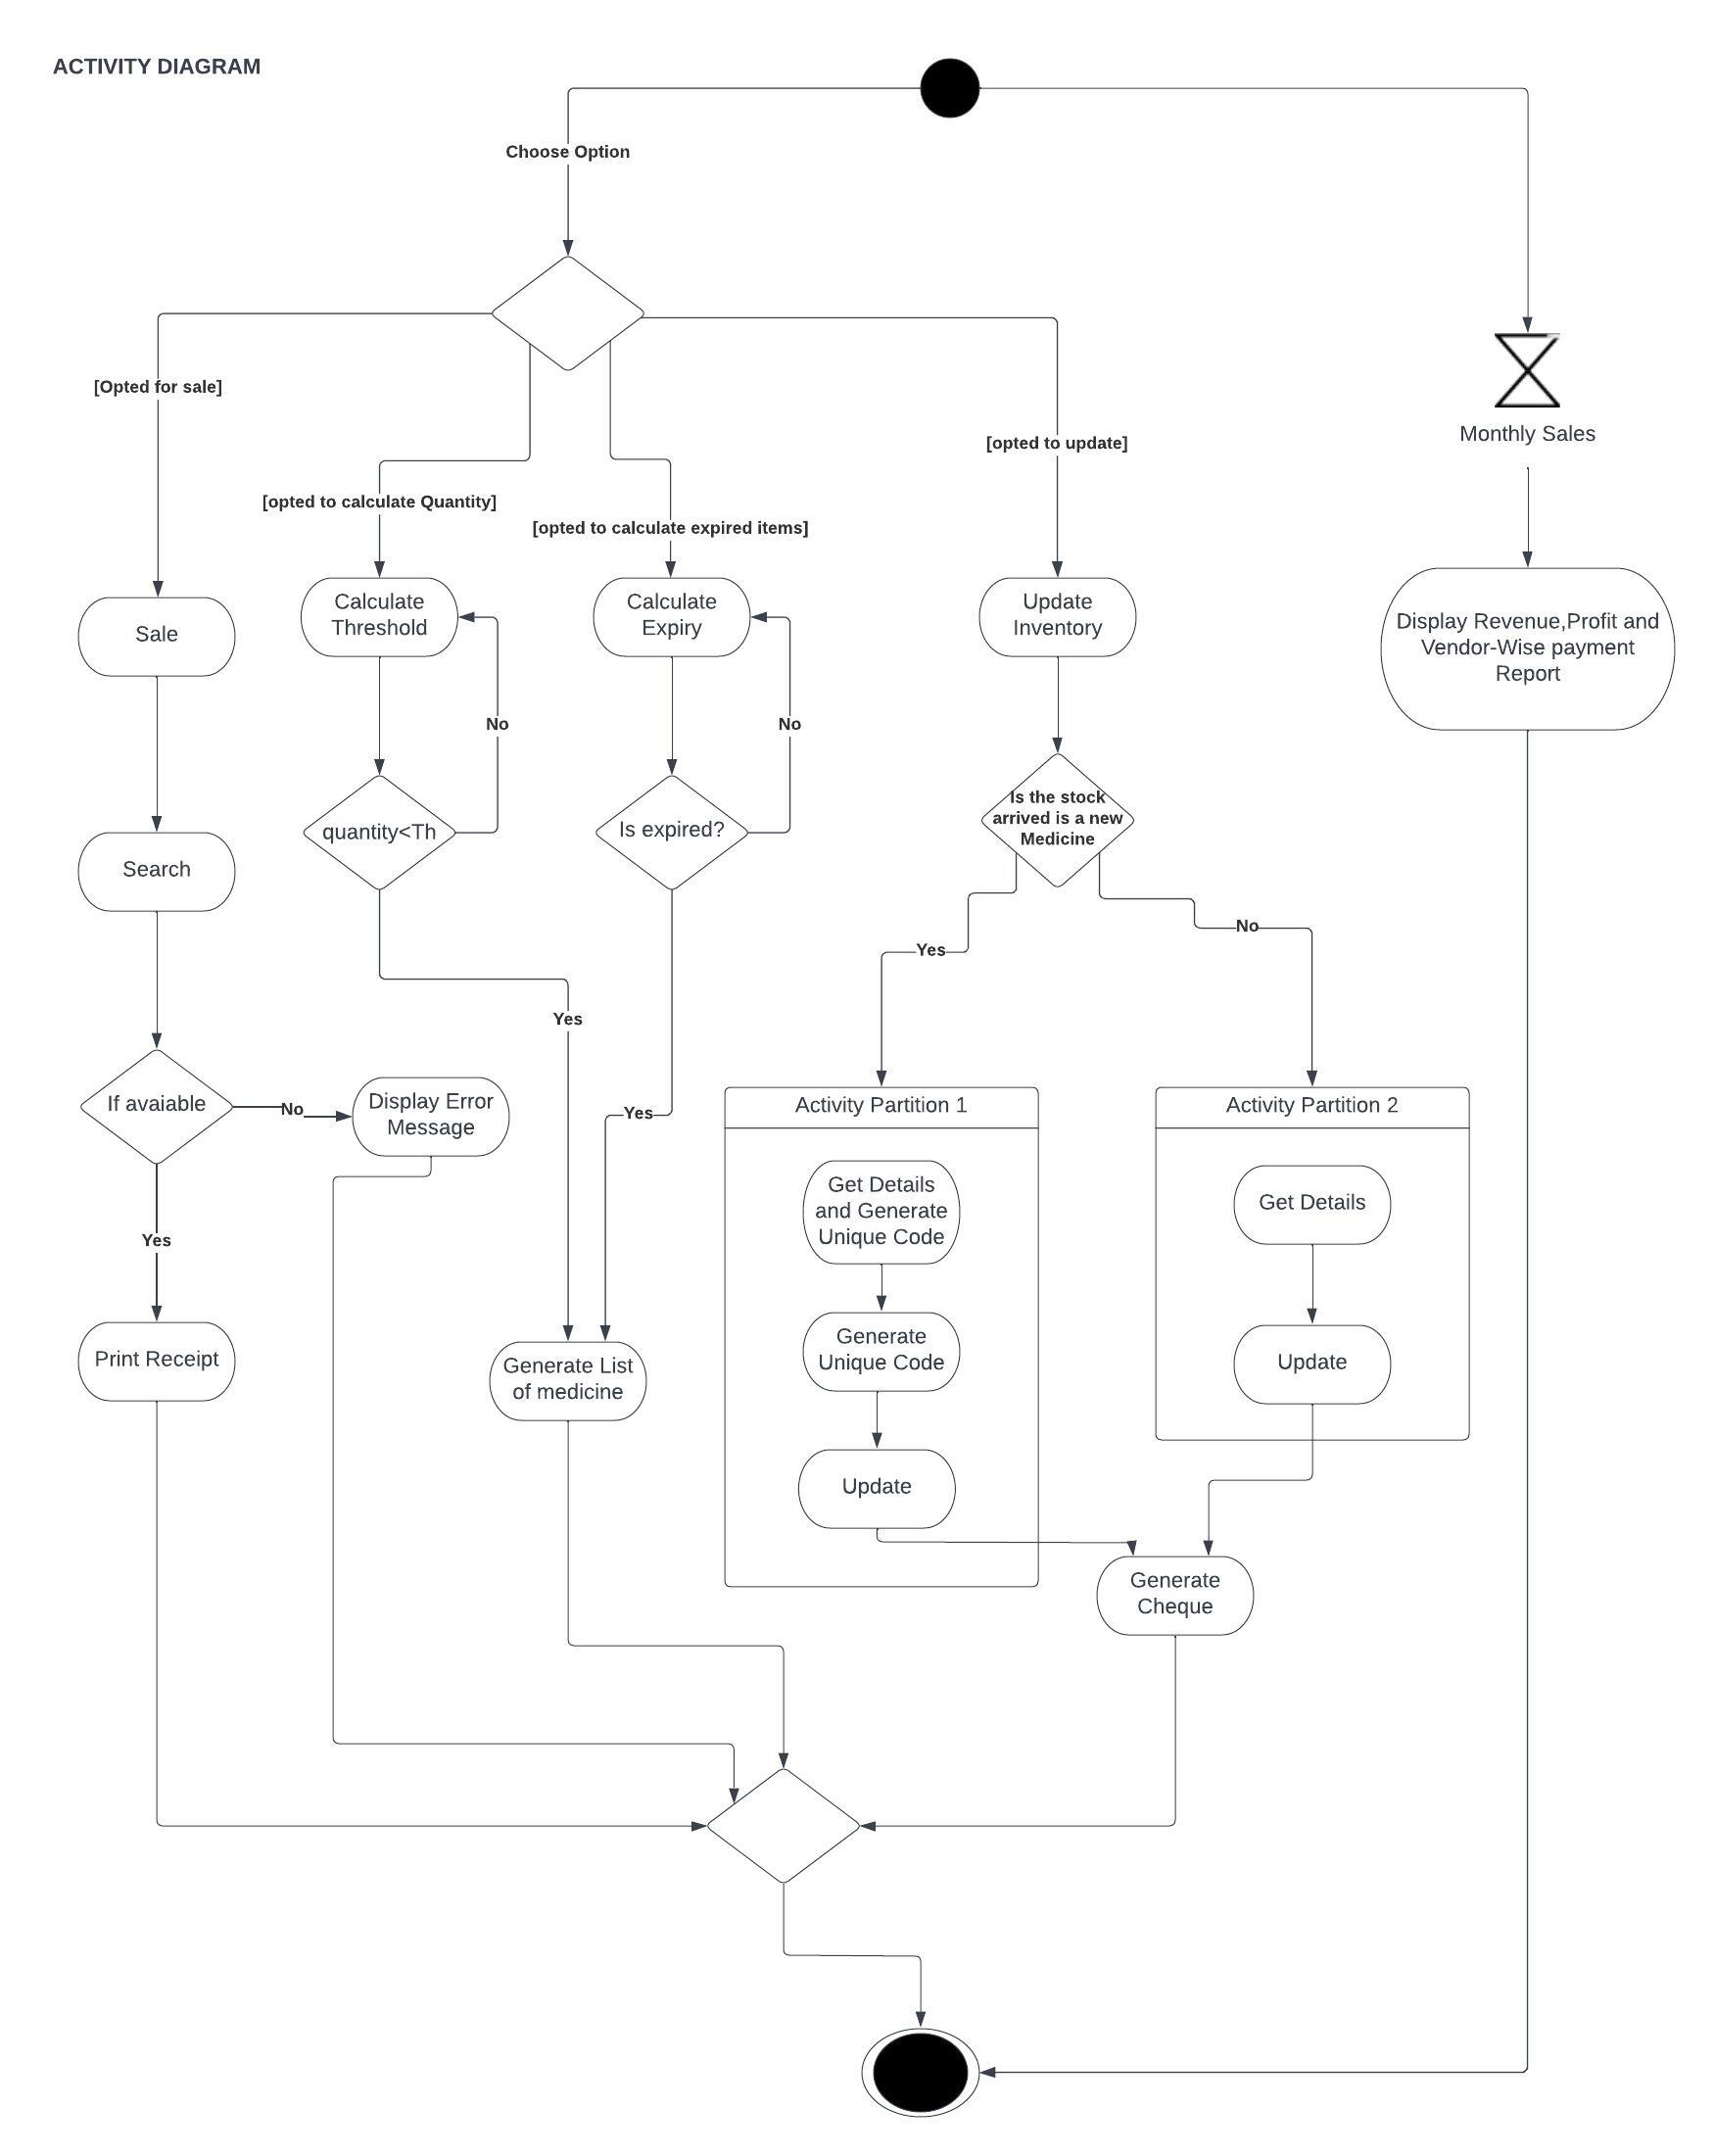 ACTIVITY DIAGRAM
Choose Option
[Opted for sale]
[opted to update]
Monthly Sales
[opted to calculate Quantity]
[opted to calculate expired items]
Calculate
Threshold
Calculate
Expiry
Update
Inventory
Sale
Display Revenue,Profit and
Vendor-Wise payment
Report
No
No
Is the stock
arrived is a new
Medicine
quantity<Th
Is expired?
Search
No
Yes
Yes
If avaiable
No
Display Error
Message
Yes
Activity Partition 1
Activity Partition 2
Get Details
and Generate
Unique Code
Get Details
Yes
Generate
Unique Code
Print Receipt
Generate List
of medicine
Update
Update
Generate
Cheque